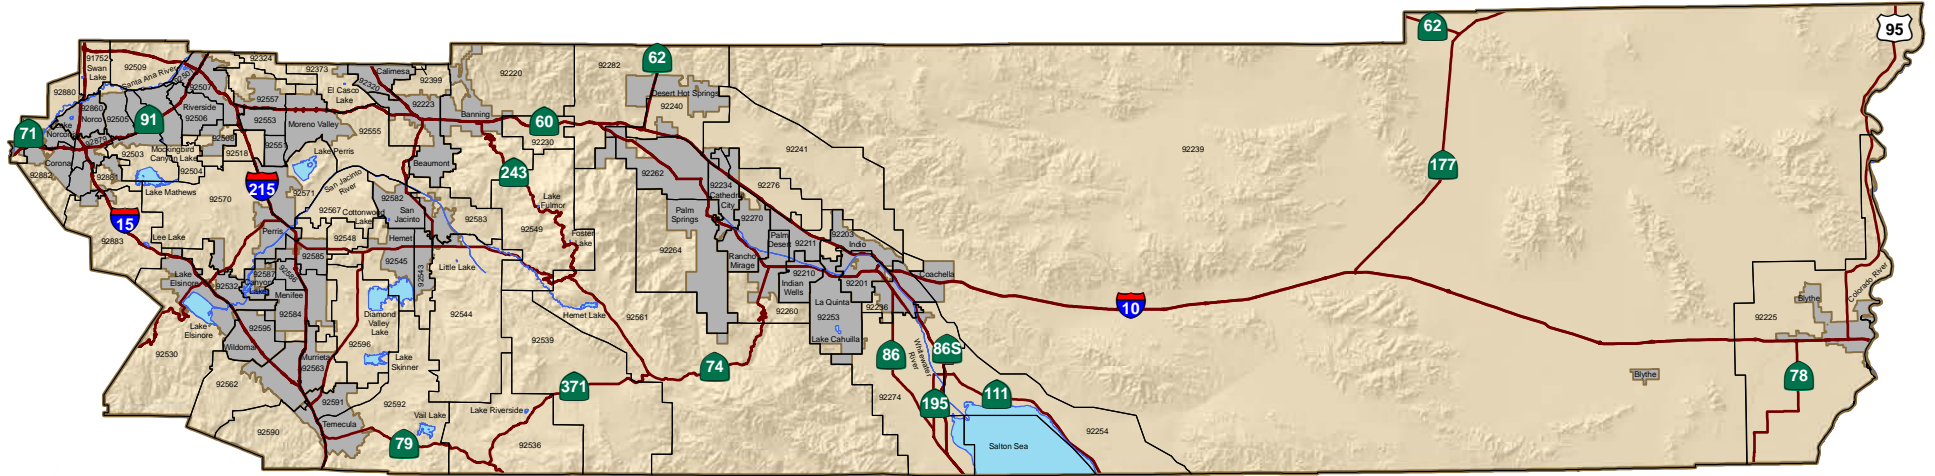 91752
Swan
Lake
92509
Santa Ana River
92324
92373
Calimesa
92399
92320
El Casco
Lake
92220
92282
62
62
95
92880
92860
Norco
92505
92507
92557
Riverside
92506
92223
Desert Hot Springs
92240
Banning
60
71
91
92553
Moreno Valley
92555
92230
92241
92239
92879
92508
92518
92551
92503
Mockingbird
Canyon Lake
92504
Corona
92882
92881
Lake Perris
Beaumont
243
177
92262
92276
Lake Mathews
215
92570
92571
San Jacinto
River
92582
San
Jacinto
92567
Cottonwood
Lake
92583
Lake
Fulmor
92549
Foster
Lake
92234
Cathedral
City
Palm
Springs
92270
15
92883
Lee Lake
Perris
92548
Hemet
92264
Palm
Desert
92211
92203
Indio
Rancho
Mirage
92585
92545
92543
Little Lake
92210
Indian
Wells
92201
Coachella
Lake
Elsinore
92532
92587
Canyon
Lake
92586
Menifee
92584
92595
Diamond
Valley
Lake
92544
Hemet Lake
92561
92260
La Quinta
92253
92236
10
Lake Cahuilla
Colorado River
Blythe
92225
Lake
Elsinore
92530
Wildomar
92596
Murrieta
92563
Lake
Skinner
92539
86
Whitewater
River
86S
74
371
78
Blythe
92562
92591
92592
Vail Lake
Lake Riverside
92274
195
111
92590
Temecula
79
92536
Salton Sea
92254